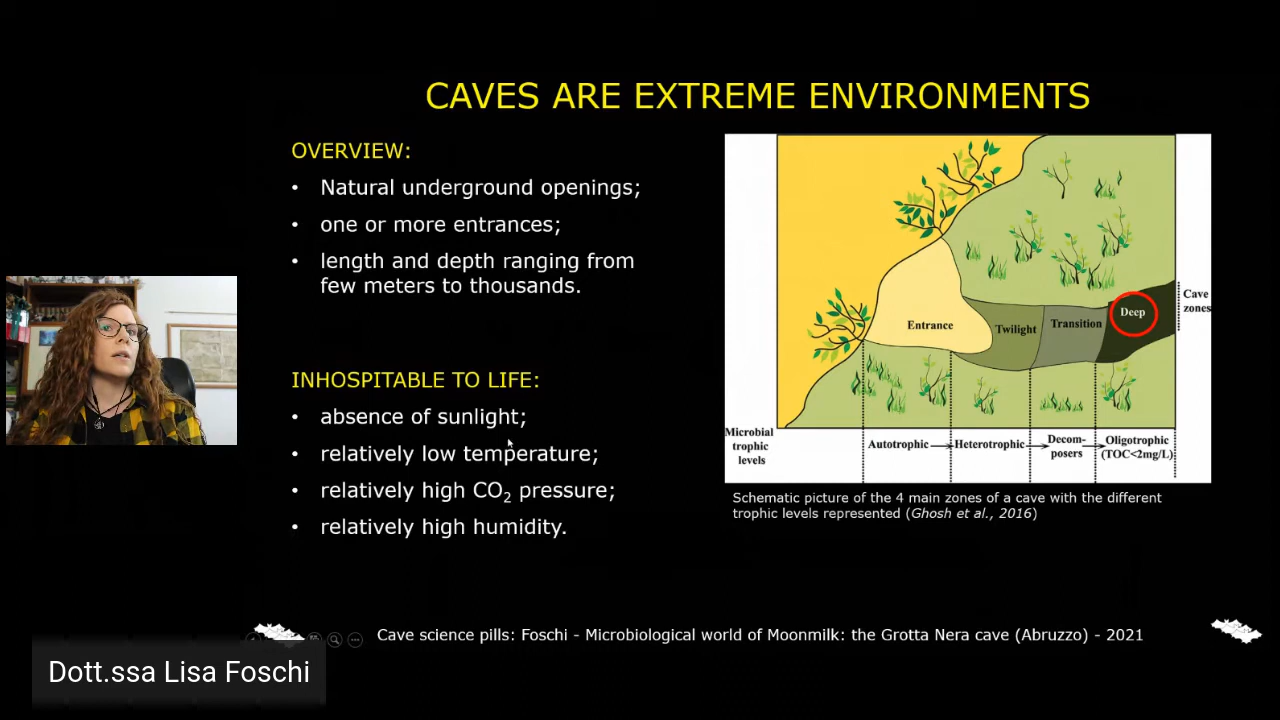 CAVES ARE EXTREME ENVIRONMENTS
OVERVIEW:
• Natural underground openings;
• one or more entrances;
• length and depth ranging from
few meters to thousands.
INHOSPITABLE TO LIFE:
• absence of sunlight;
• relatively low temperature;
• relatively high CO₂ pressure;
• relatively high humidity.
Entrance
Twilight
Transition
Deep
Cave
zones
Microbial
trophic
levels
Autotrophic
Heterotrophic
Decom-
posers
Oligotrophic
(TOC<2mg/L)
Schematic picture of the 4 main zones of a cave with the different
trophic levels represented (Ghosh et al., 2016)
Cave science pills: Foschi - Microbiological world of Moonmilk: the Grotta Nera cave (Abruzzo) - 2021
Dott.ssa Lisa Foschi